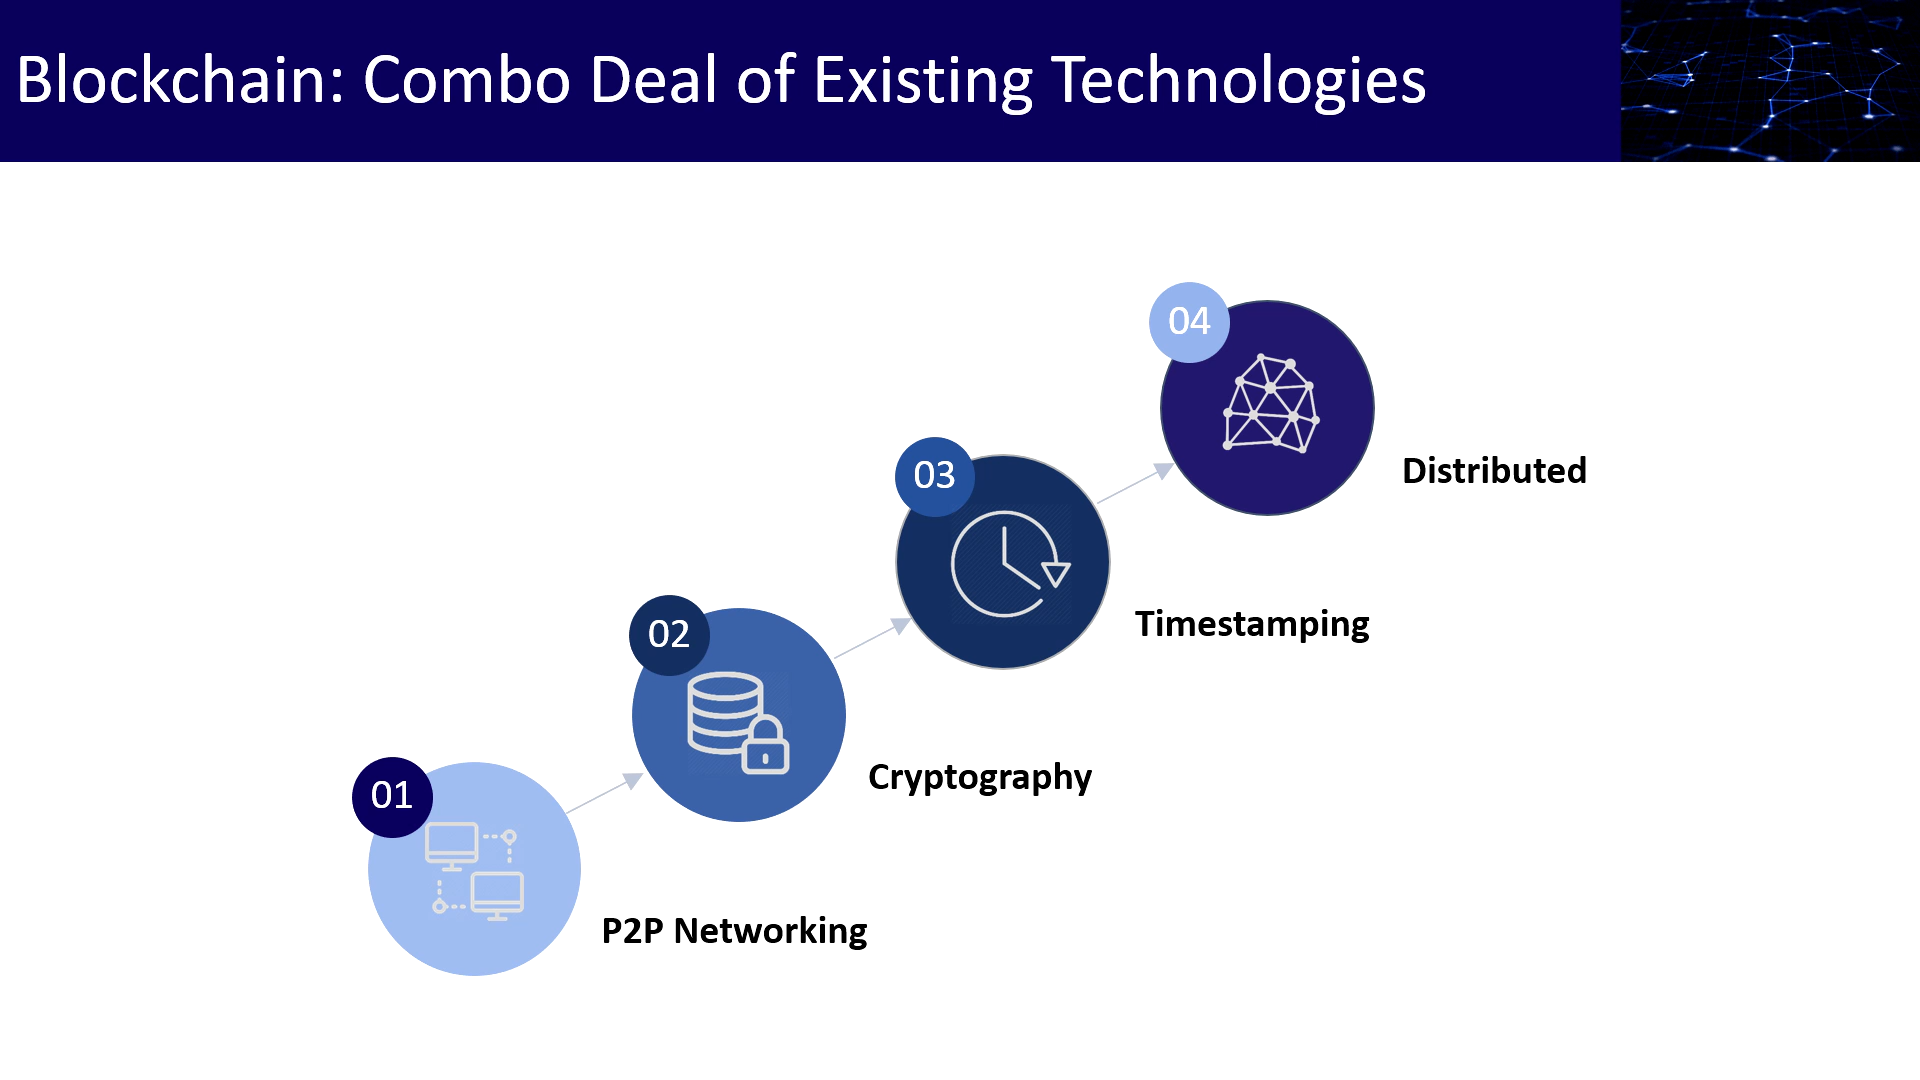 Blockchain: Combo Deal of Existing Technologies
04
Distributed
03
Timestamping
02
Cryptography
01
P2P Networking